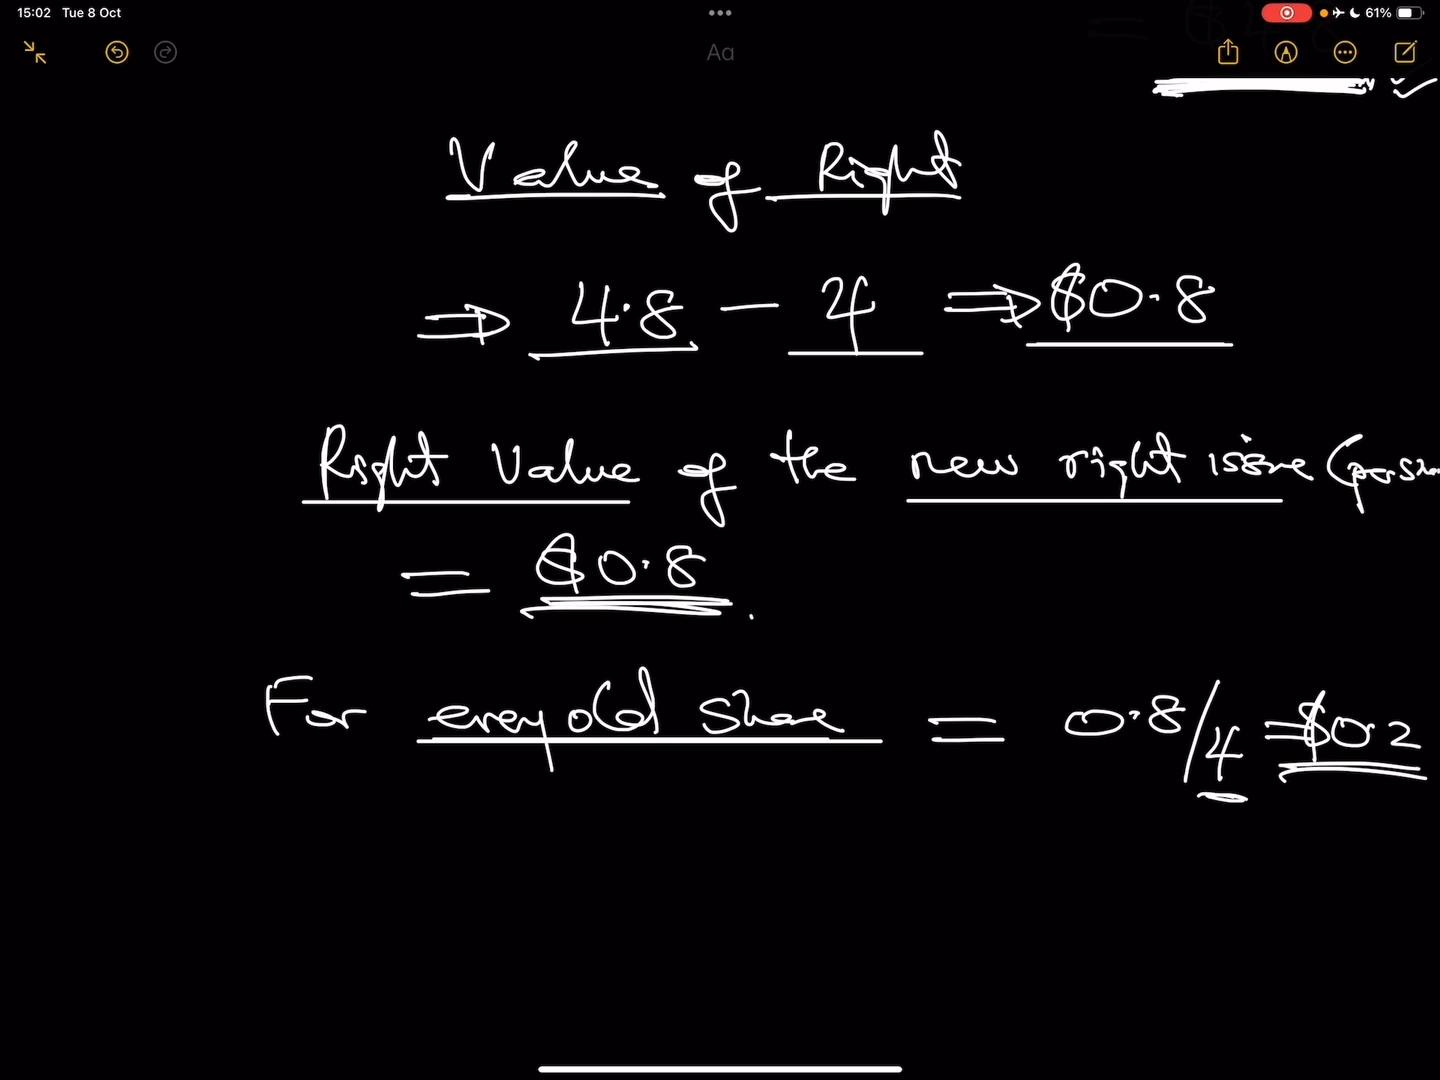 15:02 Tue 8 Oct
61%
Aa
Value of Right
⇒ 4.8 - 4 ⇒ $0.8
Right Value of the new right issue (per
= $0.8.
For every old share = 0.8/4 = $0.2